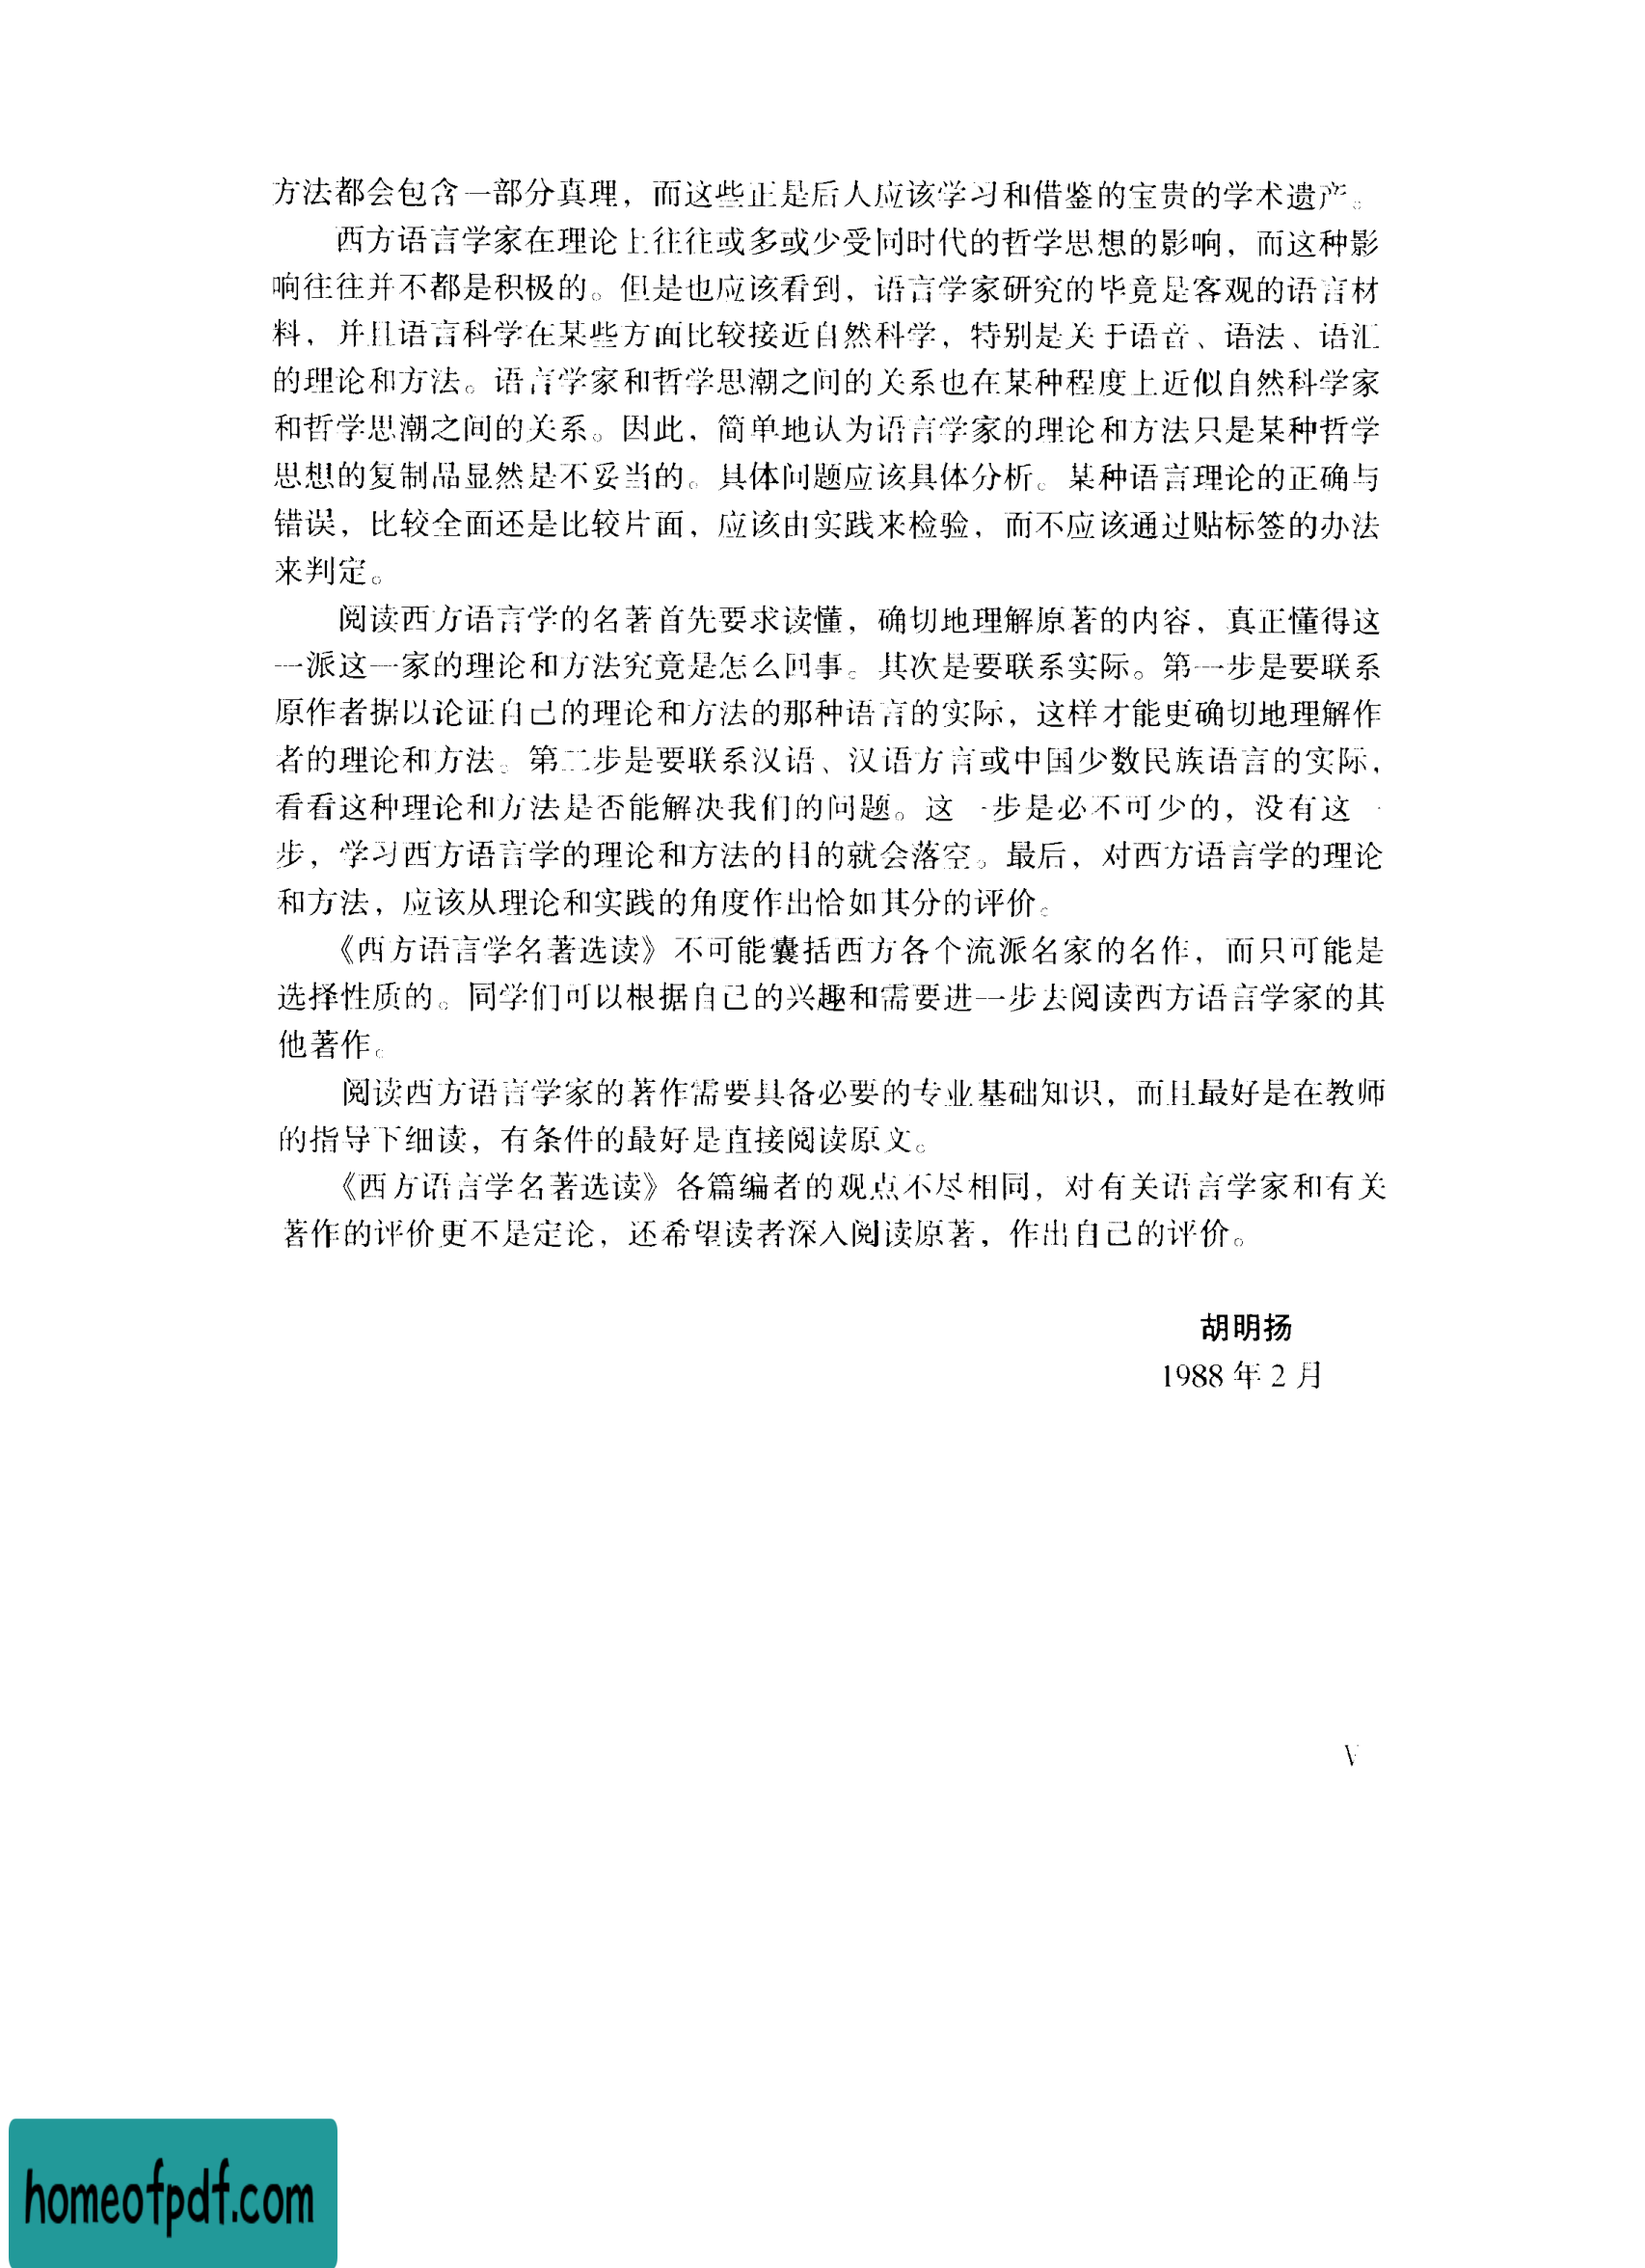 方法都会包含一部分真理，而这些正是后人应该学习和借鉴的宝贵的学术遗产。
西方语言学家在理论上往往或多或少受同时代的哲学思想的影响，而这种影
响往往并不都是积极的。但是也应该看到，语言学家研究的毕竟是客观的语言材
料，并且语言科学在某些方面比较接近自然科学，特别是关于语音、语法、语汇
的理论和方法。语言学家和哲学思潮之间的关系也在某种程度上近似自然科学家
和哲学思潮之间的关系。因此，简单地认为语言学家的理论和方法只是某种哲学
思想的复制品显然是不妥当的。具体问题应该具体分析。某种语言理论的正确与
错误，比较全面还是比较片面，应该由实践来检验，而不应该通过贴标签的办法
来判定。
阅读西方语言学的名著首先要求读懂，确切地理解原著的内容，真正懂得这
一派这一家的理论和方法究竟是怎么回事。其次是要联系实际。第一步是要联系
原作者据以论证自己的理论和方法的那种语言的实际，这样才能更确切地理解作
者的理论和方法。第二步是要联系汉语、汉语方言或中国少数民族语言的实际，
看看这种理论和方法是否能解决我们的问题。这一步是必不可少的，没有这一
步，学习西方语言学的理论和方法的目的就会落空。最后，对西方语言学的理论
和方法，应该从理论和实践的角度作出恰如其分的评价。
《西方语言学名著选读》不可能囊括西方各个流派名家的名作，而只可能是
选择性质的。同学们可以根据自己的兴趣和需要进一步去阅读西方语言学家的其
他著作。
阅读西方语言学家的著作需要具备必要的专业基础知识，而且最好是在教师
的指导下细读，有条件的最好是直接阅读原文。
《西方语言学名著选读》各篇编者的观点不尽相同，对有关语言学家和有关
著作的评价更不是定论，还希望读者深入阅读原著，作出自己的评价。
胡明扬
1988 年 2 月
V
homeofpdf.com